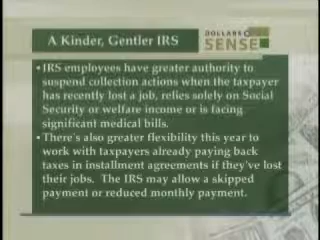 A Kinder, Gentler IRS
DOLLARS & SENSE
• IRS employees have greater authority to
suspend collection actions when the taxpayer
has recently lost a job, relies solely on Social
Security or welfare income or is facing
significant medical bills.
• There's also greater flexibility this year to
work with taxpayers already paying back
taxes in installment agreements if they've lost
their jobs. The IRS may allow a skipped
payment or reduced monthly payment.